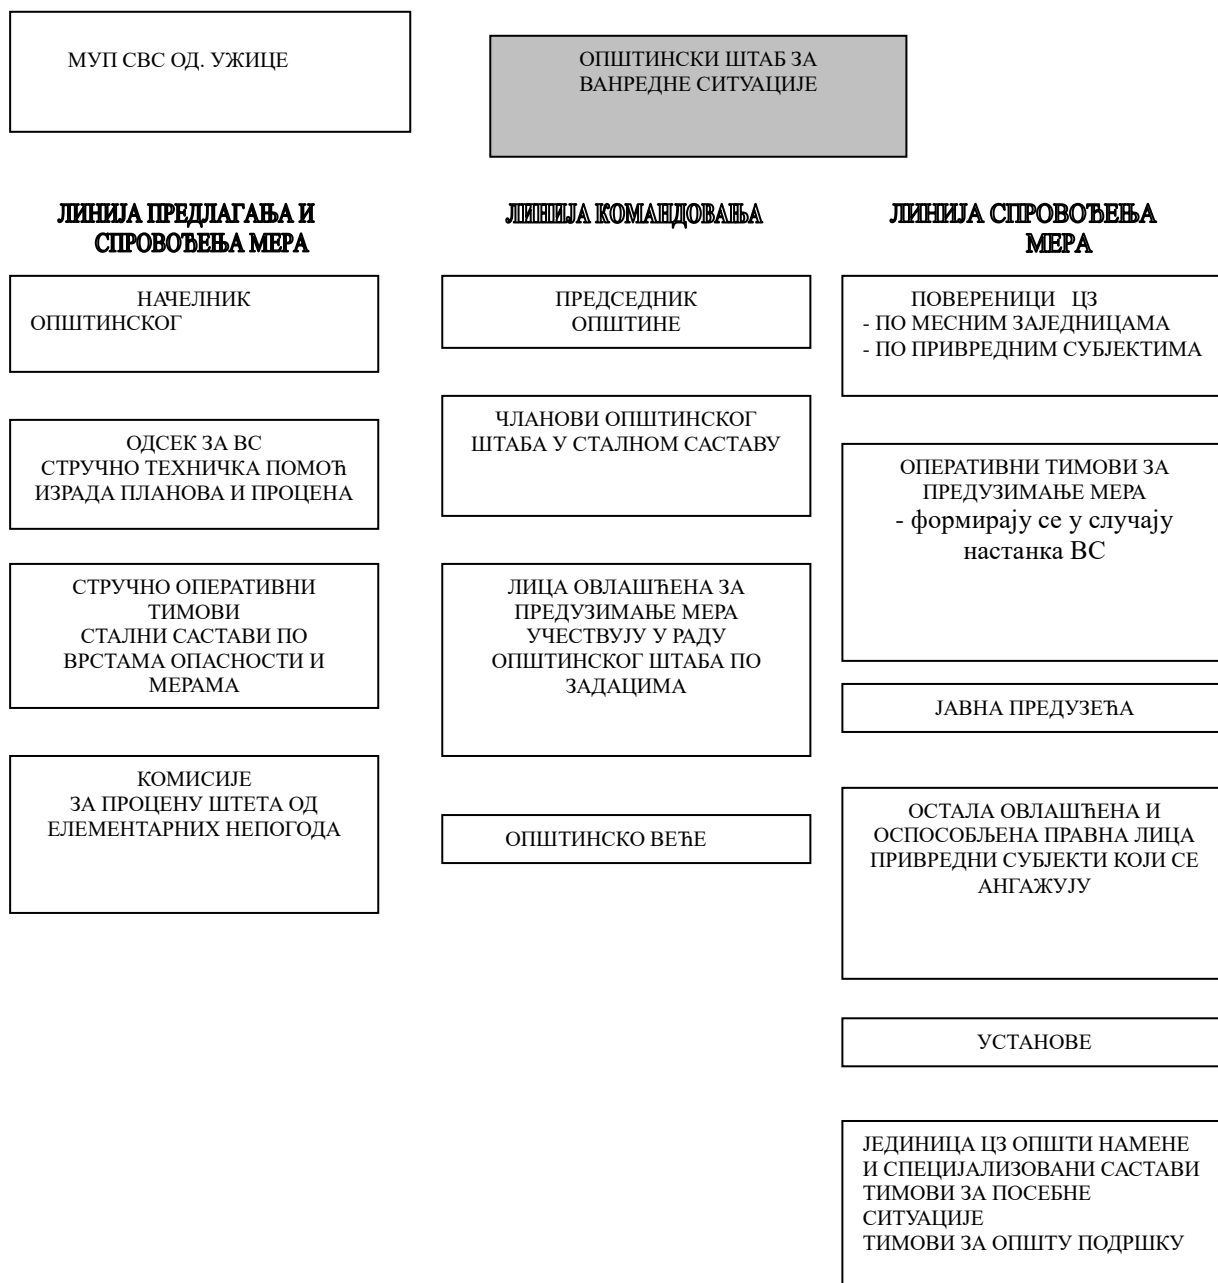 МУП СВС ОД. УЖИЦЕ
ОПШТИНСКИ ШТАБ ЗА
ВАНРЕДНЕ СИТУАЦИЈЕ
ЛИНИЈА ПРЕДЛАГАЊА И
СПРОВОЂЕЊА МЕРА
НАЧЕЛНИК
ОПШТИНСКОГ
ОДСЕК ЗА ВС
СТРУЧНО ТЕХНИЧКА ПОМОЋ
ИЗРАДА ПЛАНОВА И ПРОЦЕНА
СТРУЧНО ОПЕРАТИВНИ
ТИМОВИ
СТАЛНИ САСТАВИ ПО
ВРСТАМА ОПАСНОСТИ И
МЕРАМА
КОМИСИЈЕ
ЗА ПРОЦЕНУ ШТЕТА ОД
ЕЛЕМЕНТАРНИХ НЕПОГОДА
ЛИНИЈА КОМАНДОВАЊА
ПРЕДСЕДНИК
ОПШТИНЕ
ЧЛАНОВИ ОПШТИНСКОГ
ШТАБА У СТАЛНОМ САСТАВУ
ЛИЦА ОВЛАШЋЕНА ЗА
ПРЕДУЗИМАЊЕ МЕРА
УЧЕСТВУЈУ У РАДУ
ОПШТИНСКОГ ШТАБА ПО
ЗАДАЦИМА
ОПШТИНСКО ВЕЋЕ
ЛИНИЈА СПРОВОЂЕЊА
МЕРА
ПОВЕРЕНИЦИ ЦЗ
- ПО МЕСНИМ ЗАЈЕДНИЦАМА
- ПО ПРИВРЕДНИМ СУБЈЕКТИМА
ОПЕРАТИВНИ ТИМОВИ ЗА
ПРЕДУЗИМАЊЕ МЕРА
- формирају се у случају
настанка ВС
ЈАВНА ПРЕДУЗЕЋА
ОСТАЛА ОВЛАШЋЕНА И
ОСПОСОБЉЕНА ПРАВНА ЛИЦА
ПРИВРЕДНИ СУБЈЕКТИ КОЈИ СЕ
АНГАЖУЈУ
УСТАНОВЕ
ЈЕДИНИЦА ЦЗ ОПШТИ НАМЕНЕ
И СПЕЦИЈАЛИЗОВАНИ САСТАВИ
ТИМОВИ ЗА ПОСЕБНЕ
СИТУАЦИЈЕ
ТИМОВИ ЗА ОПШТУ ПОДРШКУ